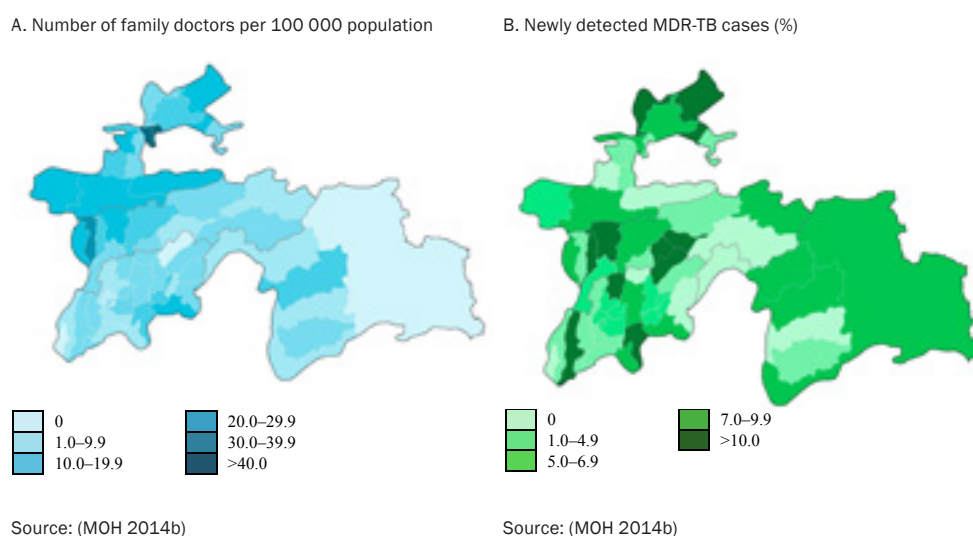 A. Number of family doctors per 100 000 population
B. Newly detected MDR-TB cases (%)
0
1.0–9.9
10.0–19.9
20.0–29.9
30.0–39.9
>40.0
0
1.0–4.9
5.0–6.9
7.0–9.9
>10.0
Source: (MOH 2014b)
Source: (MOH 2014b)